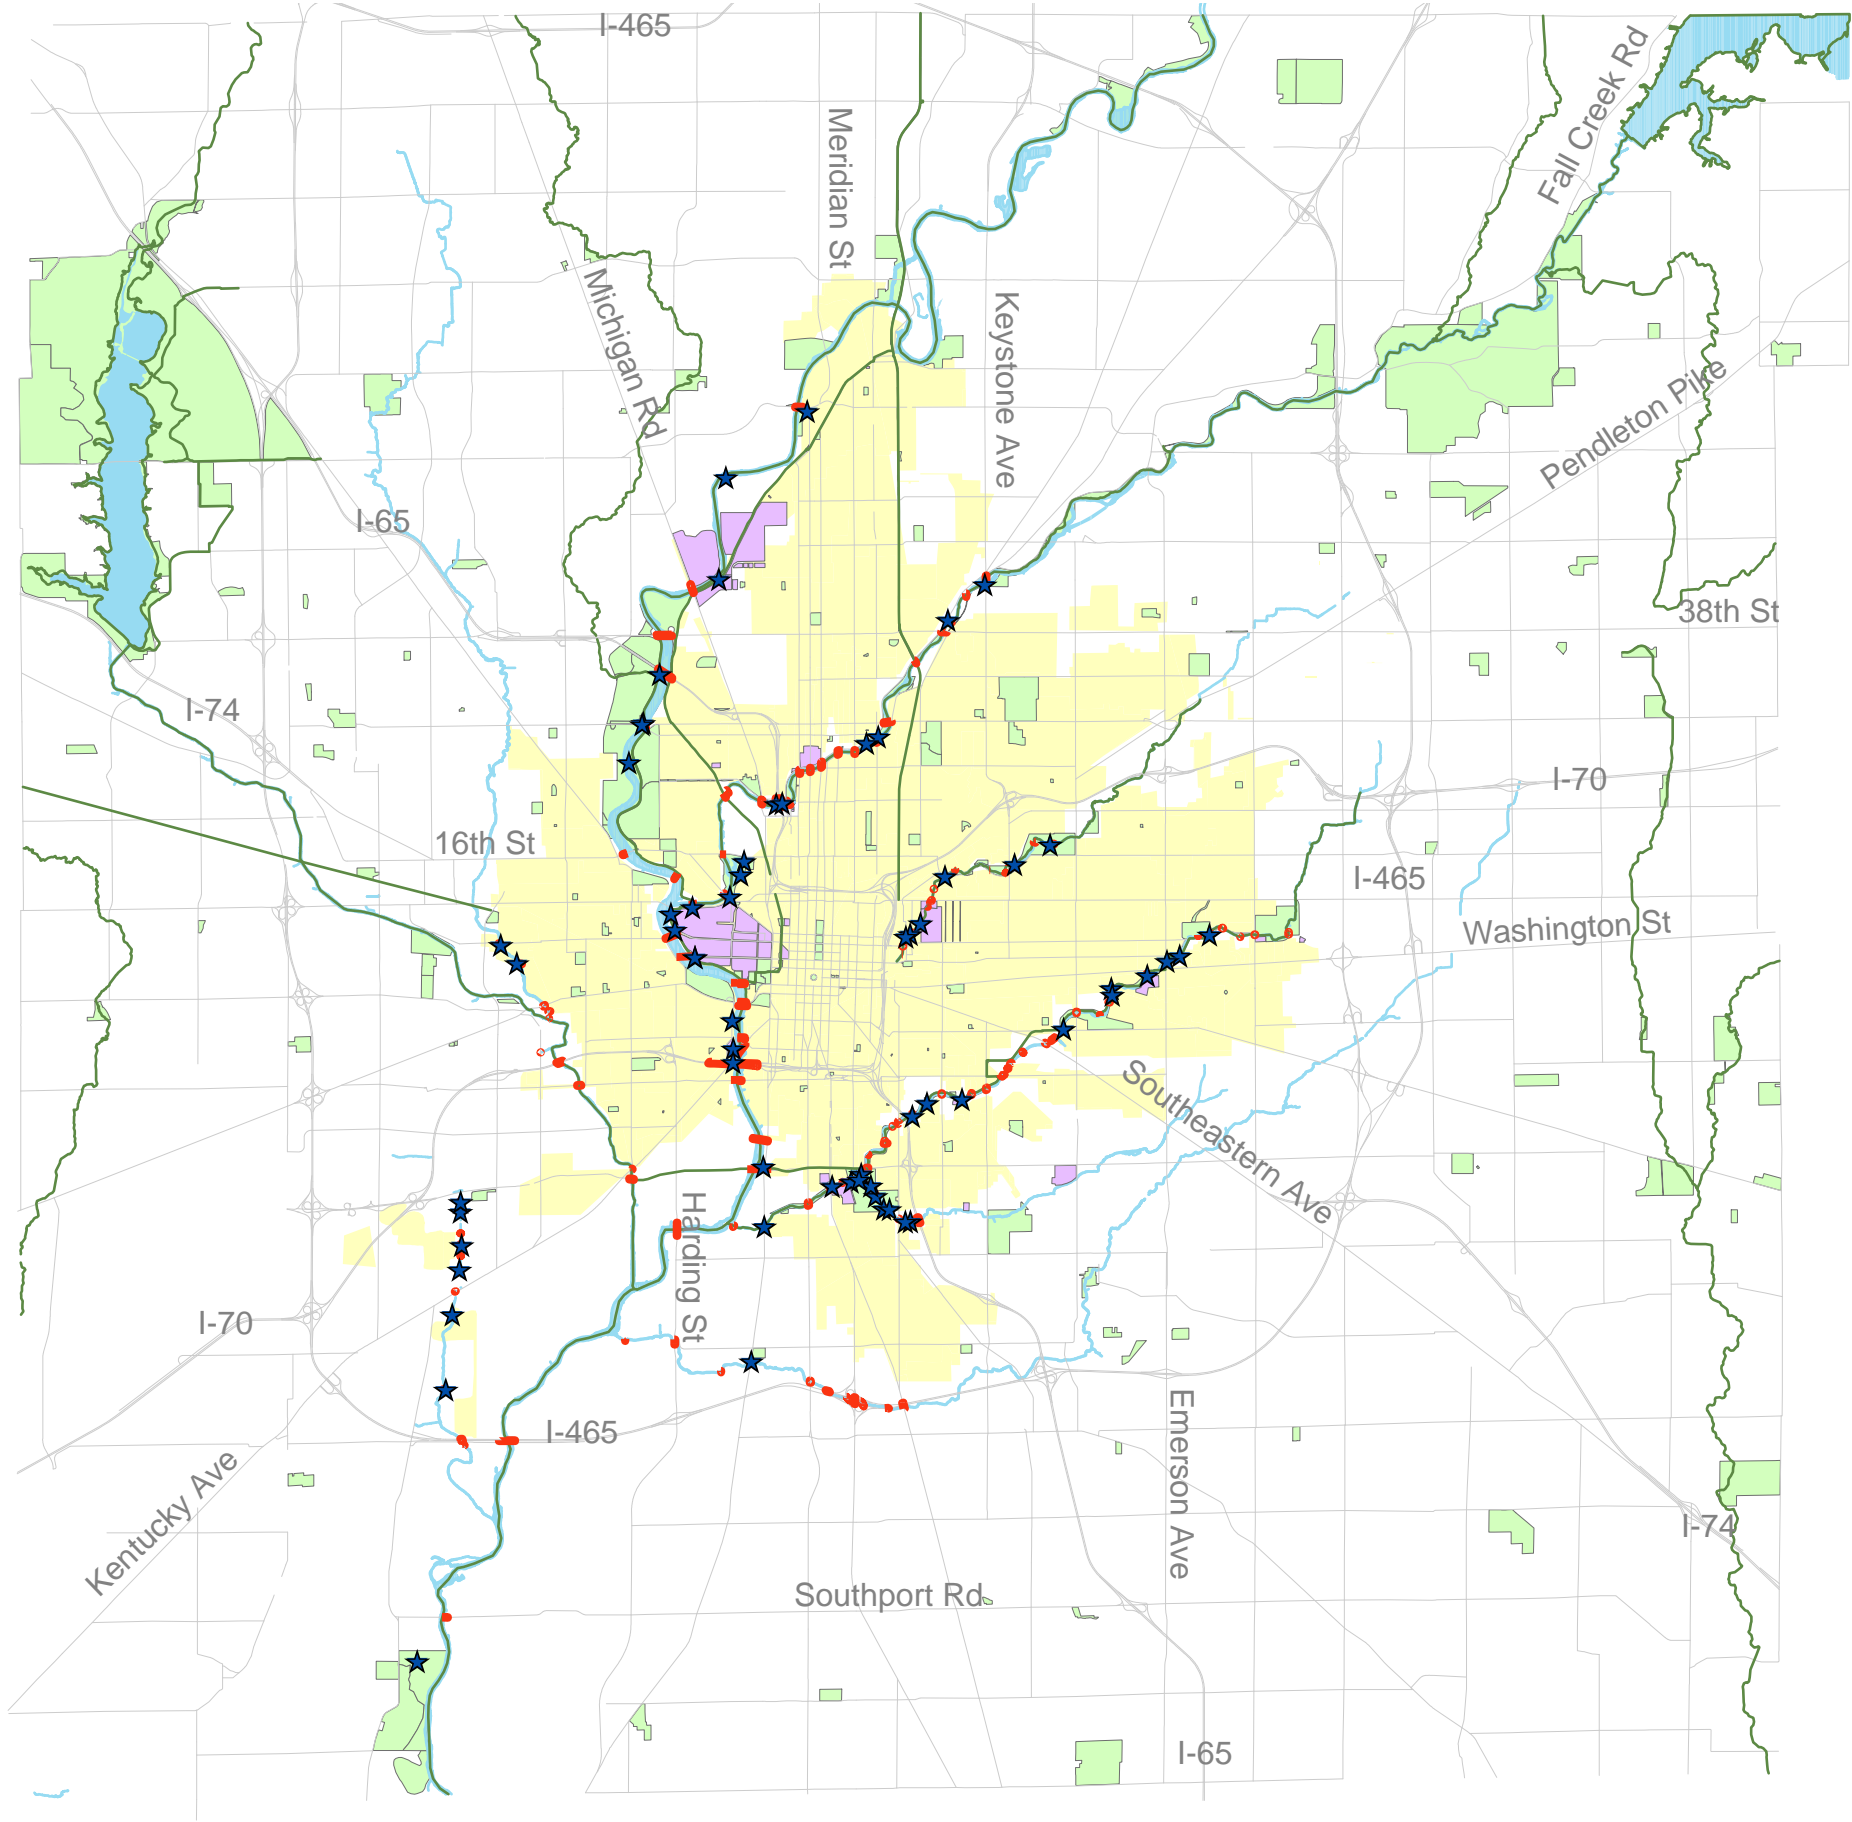 I-465
Fall Creek Rd
Meridian St
Michigan Rd
Keystone Ave
Pendleton Pike
I-65
38th St
I-74
I-70
16th St
I-465
Washington St
Southeastern Ave
Harding St
I-70
I-465
Emerson Ave
Kentucky Ave
I-74
Southport Rd
I-65